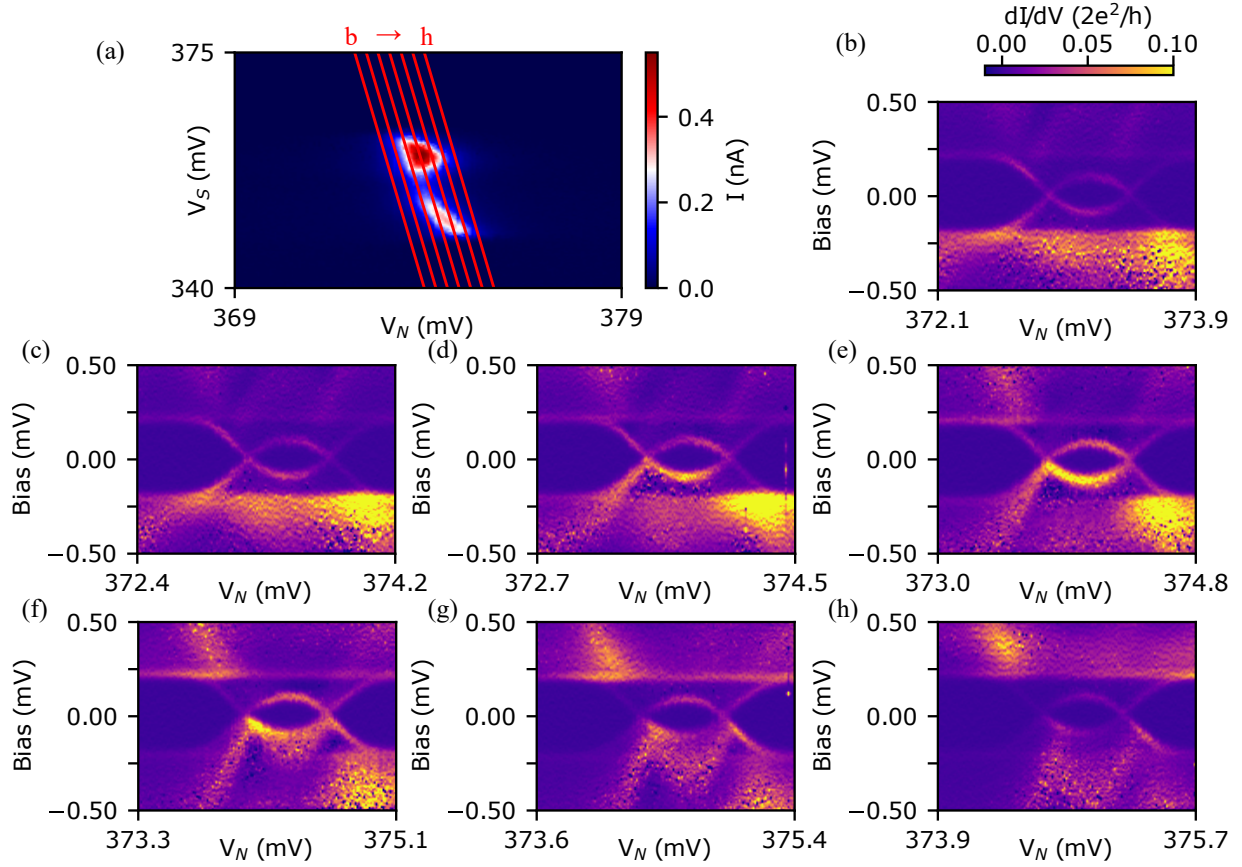 (a)
b → h
375
340
V_S (mV)
369
379
V_N (mV)
0.4
0.2
0.0
I (nA)
dI/dV (2e²/h)
0.00
0.05
0.10
(b)
0.50
0.00
−0.50
Bias (mV)
372.1
373.9
V_N (mV)
(c)
0.50
0.00
−0.50
Bias (mV)
372.4
374.2
V_N (mV)
(d)
0.50
0.00
−0.50
Bias (mV)
372.7
374.5
V_N (mV)
(e)
0.50
0.00
−0.50
Bias (mV)
373.0
374.8
V_N (mV)
(f)
0.50
0.00
−0.50
Bias (mV)
373.3
375.1
V_N (mV)
(g)
0.50
0.00
−0.50
Bias (mV)
373.6
375.4
V_N (mV)
(h)
0.50
0.00
−0.50
Bias (mV)
373.9
375.7
V_N (mV)